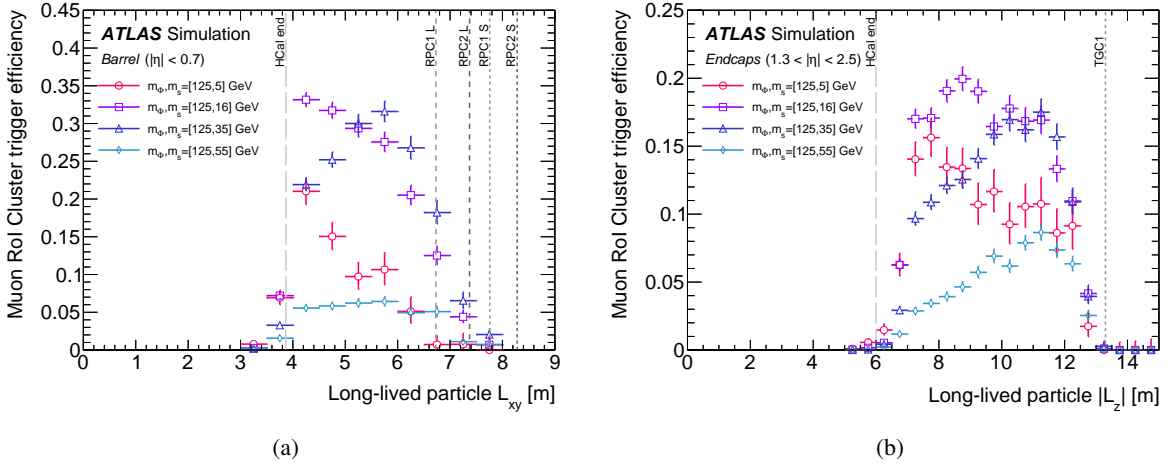 Muon RoI Cluster trigger efficiency
0.45
0.4
0.35
0.3
0.25
0.2
0.15
0.1
0.05
0
ATLAS Simulation
Barrel (|η| < 0.7)
mΦ,ms=[125,5] GeV
mΦ,ms=[125,16] GeV
mΦ,ms=[125,35] GeV
mΦ,ms=[125,55] GeV
HCal end
RPC1 L
RPC2 L
RPC1 S
RPC2 S
0 1 2 3 4 5 6 7 8 9
Long-lived particle Lxy [m]
(a)
Muon RoI Cluster trigger efficiency
0.25
0.2
0.15
0.1
0.05
0
ATLAS Simulation
Endcaps (1.3 < |η| < 2.5)
mΦ,ms=[125,5] GeV
mΦ,ms=[125,16] GeV
mΦ,ms=[125,35] GeV
mΦ,ms=[125,55] GeV
HCal end
TGC1
0 2 4 6 8 10 12 14
Long-lived particle |Lz| [m]
(b)